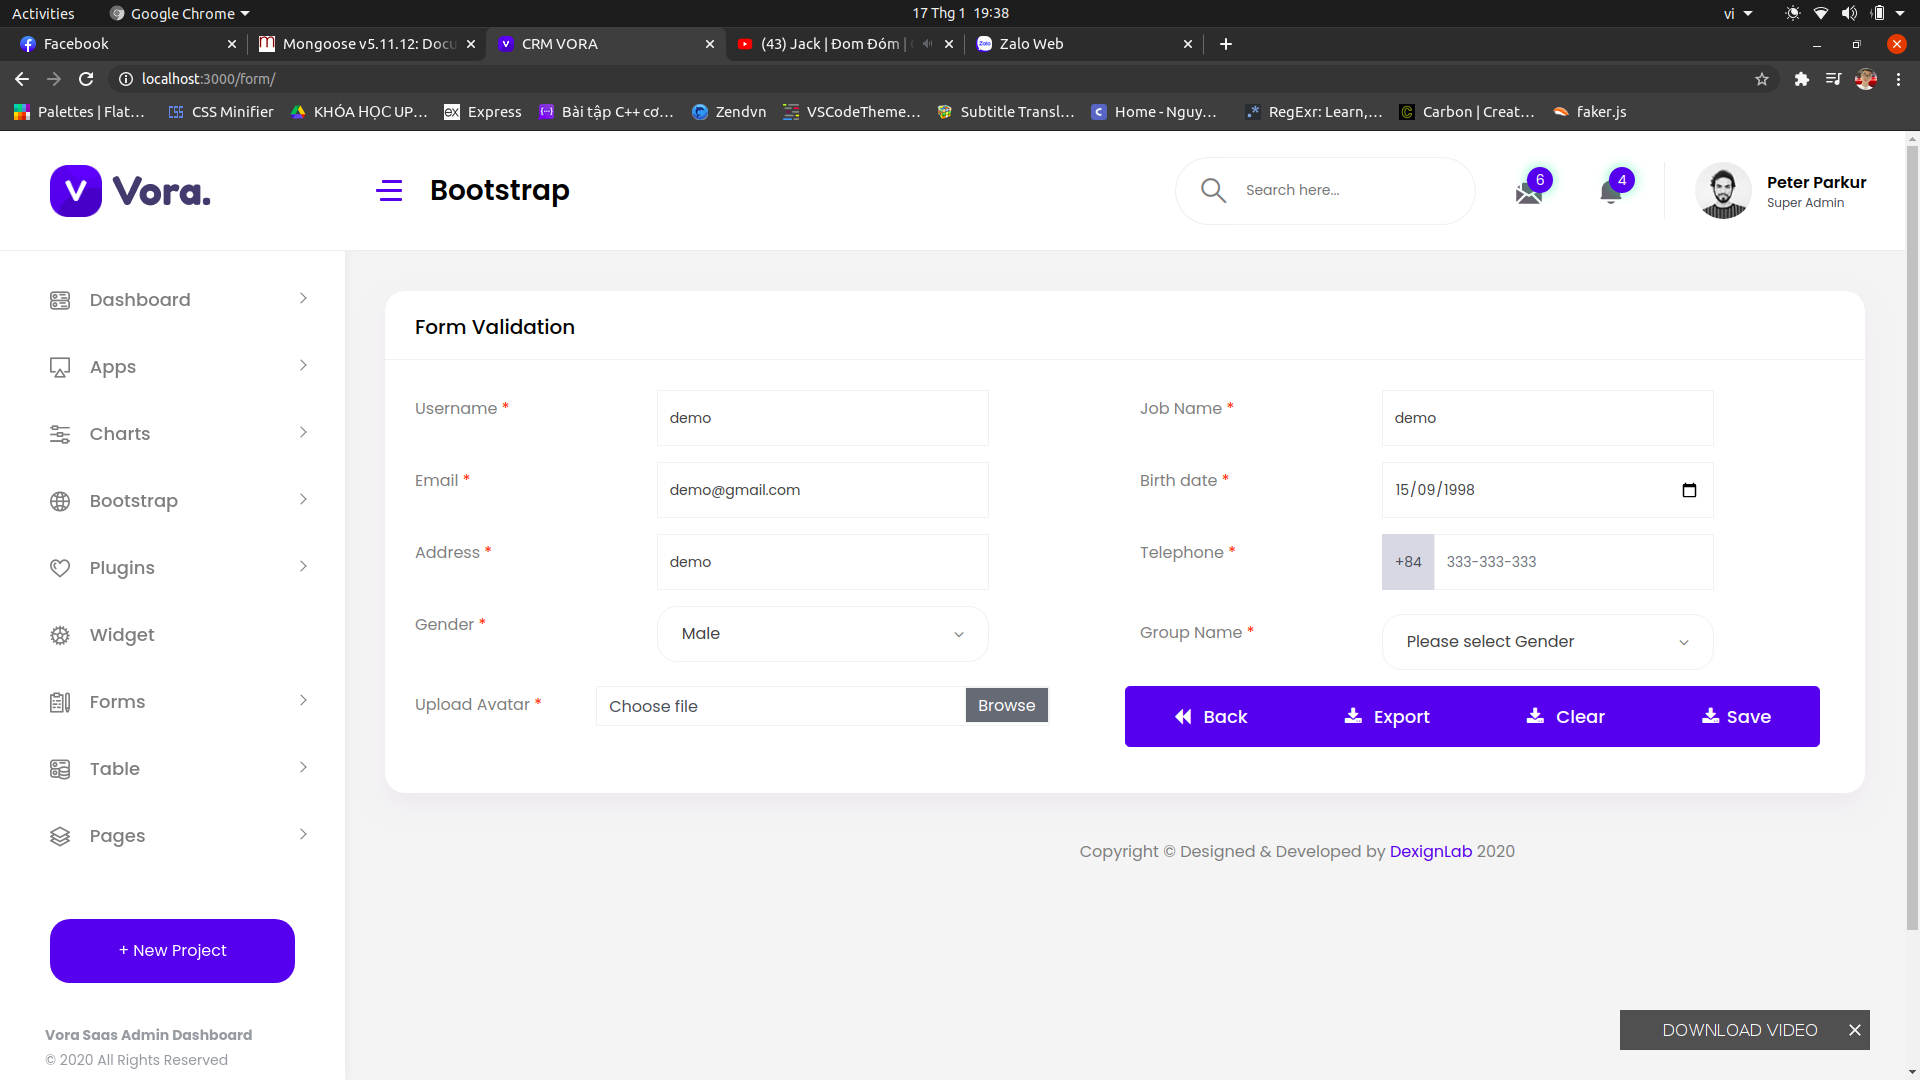 Activities
Google Chrome
17 Thg 1 19:38
vi
Facebook
Mongoose v5.11.12: Docu
CRM VORA
(43) Jack | Đom Đóm |
Zalo Web
localhost:3000/form/
Palettes | Flat...
CSS Minifier
KHÓA HỌC UP...
Express
Bài tập C++ cơ...
Zendvn
VSCodeTheme...
Subtitle Transl...
Home - Nguy...
RegExr: Learn,...
Carbon | Creat...
faker.js
Vora.
Bootstrap
Search here...
6
4
Peter Parkur
Super Admin
Dashboard
Apps
Charts
Bootstrap
Plugins
Widget
Forms
Table
Pages
+ New Project
Vora Saas Admin Dashboard
© 2020 All Rights Reserved
Form Validation
Username *
demo
Job Name *
demo
Email *
demo@gmail.com
Birth date *
15/09/1998
Address *
demo
Telephone *
+84
333-333-333
Gender *
Male
Group Name *
Please select Gender
Upload Avatar *
Choose file
Browse
Back
Export
Clear
Save
Copyright © Designed & Developed by DexignLab 2020
DOWNLOAD VIDEO